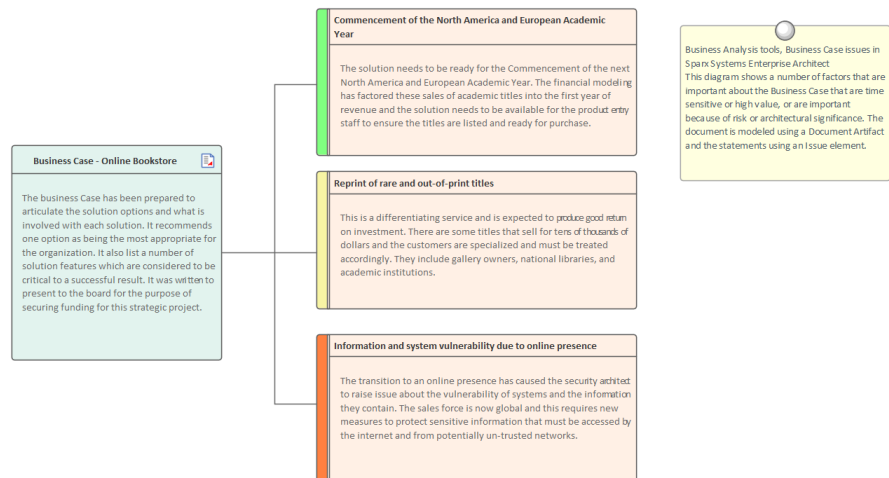 Business Case - Online Bookstore
The business Case has been prepared to
articulate the solution options and what is
involved with each solution. It recommends
one option as being the most appropriate for
the organization. It also list a number of
solution features which are considered to be
critical to a successful result. It was written to
present to the board for the purpose of
securing funding for this strategic project.
Commencement of the North America and European Academic
Year
The solution needs to be ready for the Commencement of the next
North America and European Academic Year. The financial modeling
has factored these sales of academic titles into the first year of
revenue and the solution needs to be available for the product entry
staff to ensure the titles are listed and ready for purchase.
Reprint of rare and out-of-print titles
This is a differentiating service and is expected to produce good return
on investment. There are some titles that sell for tens of thousands of
dollars and the customers are specialized and must be treated
accordingly. They include gallery owners, national libraries, and
academic institutions.
Information and system vulnerability due to online presence
The transition to an online presence has caused the security architect
to raise issue about the vulnerability of systems and the information
they contain. The sales force is now global and this requires new
measures to protect sensitive information that must be accessed by
the internet and from potentially un-trusted networks.
Business Analysis tools, Business Case issues in
Sparx Systems Enterprise Architect
This diagram shows a number of factors that are
important about the Business Case that are time
sensitive or high value, or are important
because of risk or architectural significance. The
document is modeled using a Document Artifact
and the statements using an Issue element.